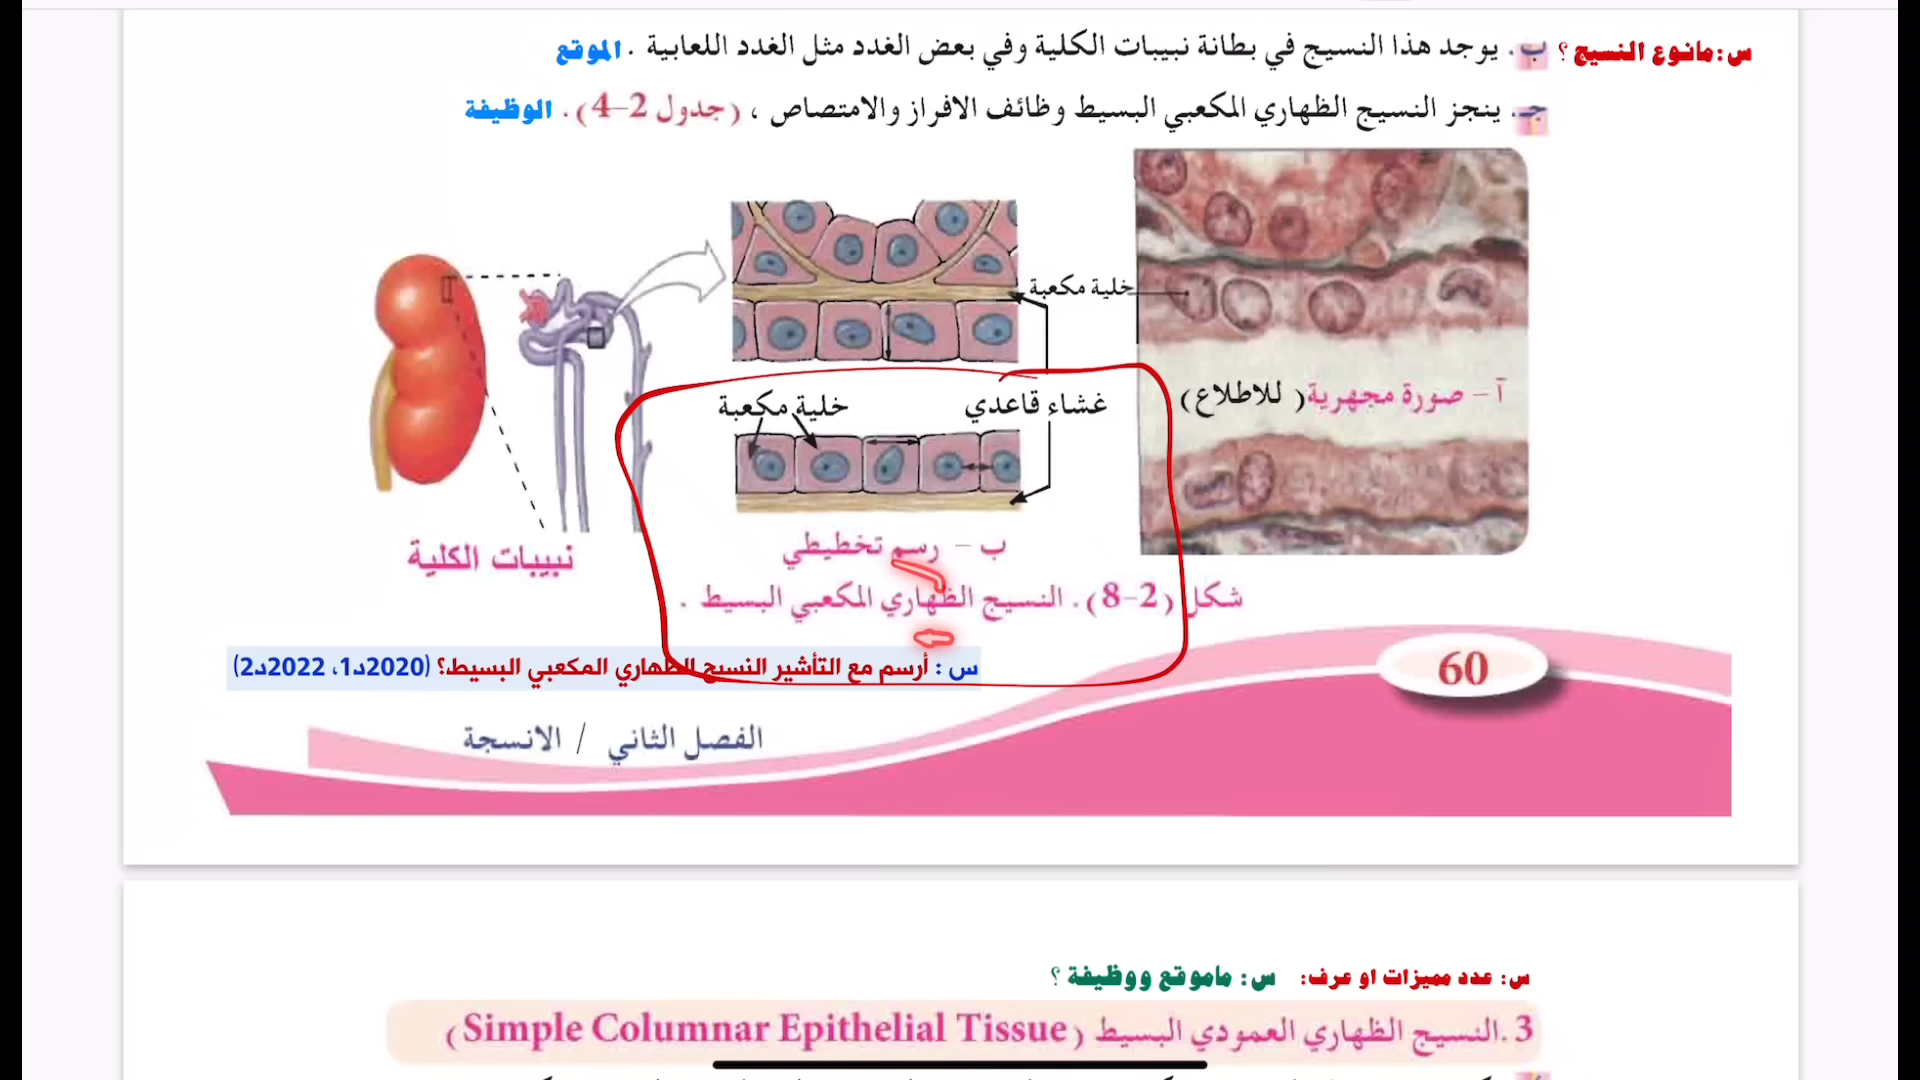 س:مانوع النسيج ؟ ب. يوجد هذا النسيج في بطانة نبيبات الكلية وفي بعض الغدد مثل الغدد اللعابية . الموقع
جـ. ينجز النسيج الظهاري المكعبي البسيط وظائف الافراز والامتصاص ، (جدول 2-4). الوظيفة
خلية مكعبة
آ - صورة مجهرية( للاطلاع)
غشاء قاعدي
خلية مكعبة
ب - رسم تخطيطي
نبيبات الكلية
شكل (2-8). النسيج الظهاري المكعبي البسيط .
س : أرسم مع التأشير النسيج الظهاري المكعبي البسيط؟ (2020د1، 2022د2)
60
الفصل الثاني / الانسجة
س: عدد مميزات او عرف: س: ماموقع ووظيفة ؟
3.النسيج الظهاري العمودي البسيط (Simple Columnar Epithelial Tissue)